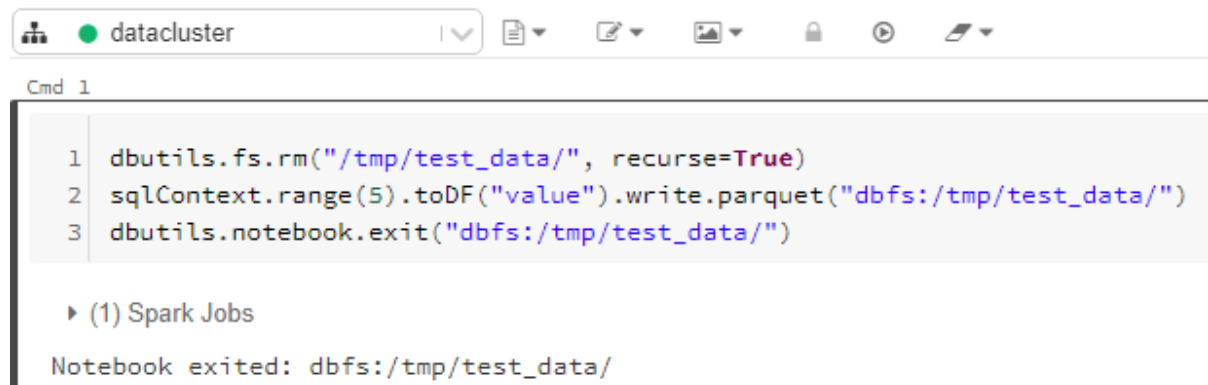 datacluster
Cmd 1
1 dbutils.fs.rm("/tmp/test_data/", recurse=True)
2 sqlContext.range(5).toDF("value").write.parquet("dbfs:/tmp/test_data/")
3 dbutils.notebook.exit("dbfs:/tmp/test_data/")
(1) Spark Jobs
Notebook exited: dbfs:/tmp/test_data/